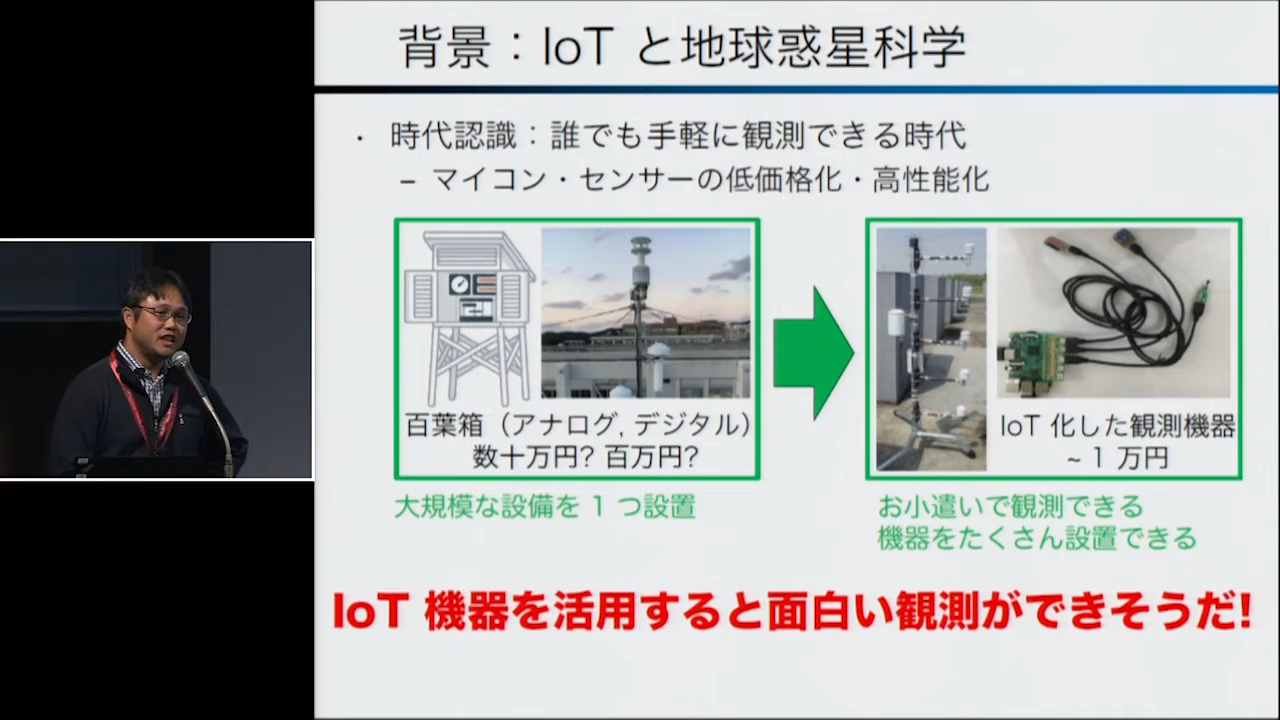 背景：IoT と地球惑星科学
・ 時代認識：誰でも手軽に観測できる時代
– マイコン・センサーの低価格化・高性能化
百葉箱（アナログ, デジタル）
数十万円? 百万円?
IoT 化した観測機器
~ 1 万円
大規模な設備を 1 つ設置
お小遣いで観測できる
機器をたくさん設置できる
IoT 機器を活用すると面白い観測ができそうだ!